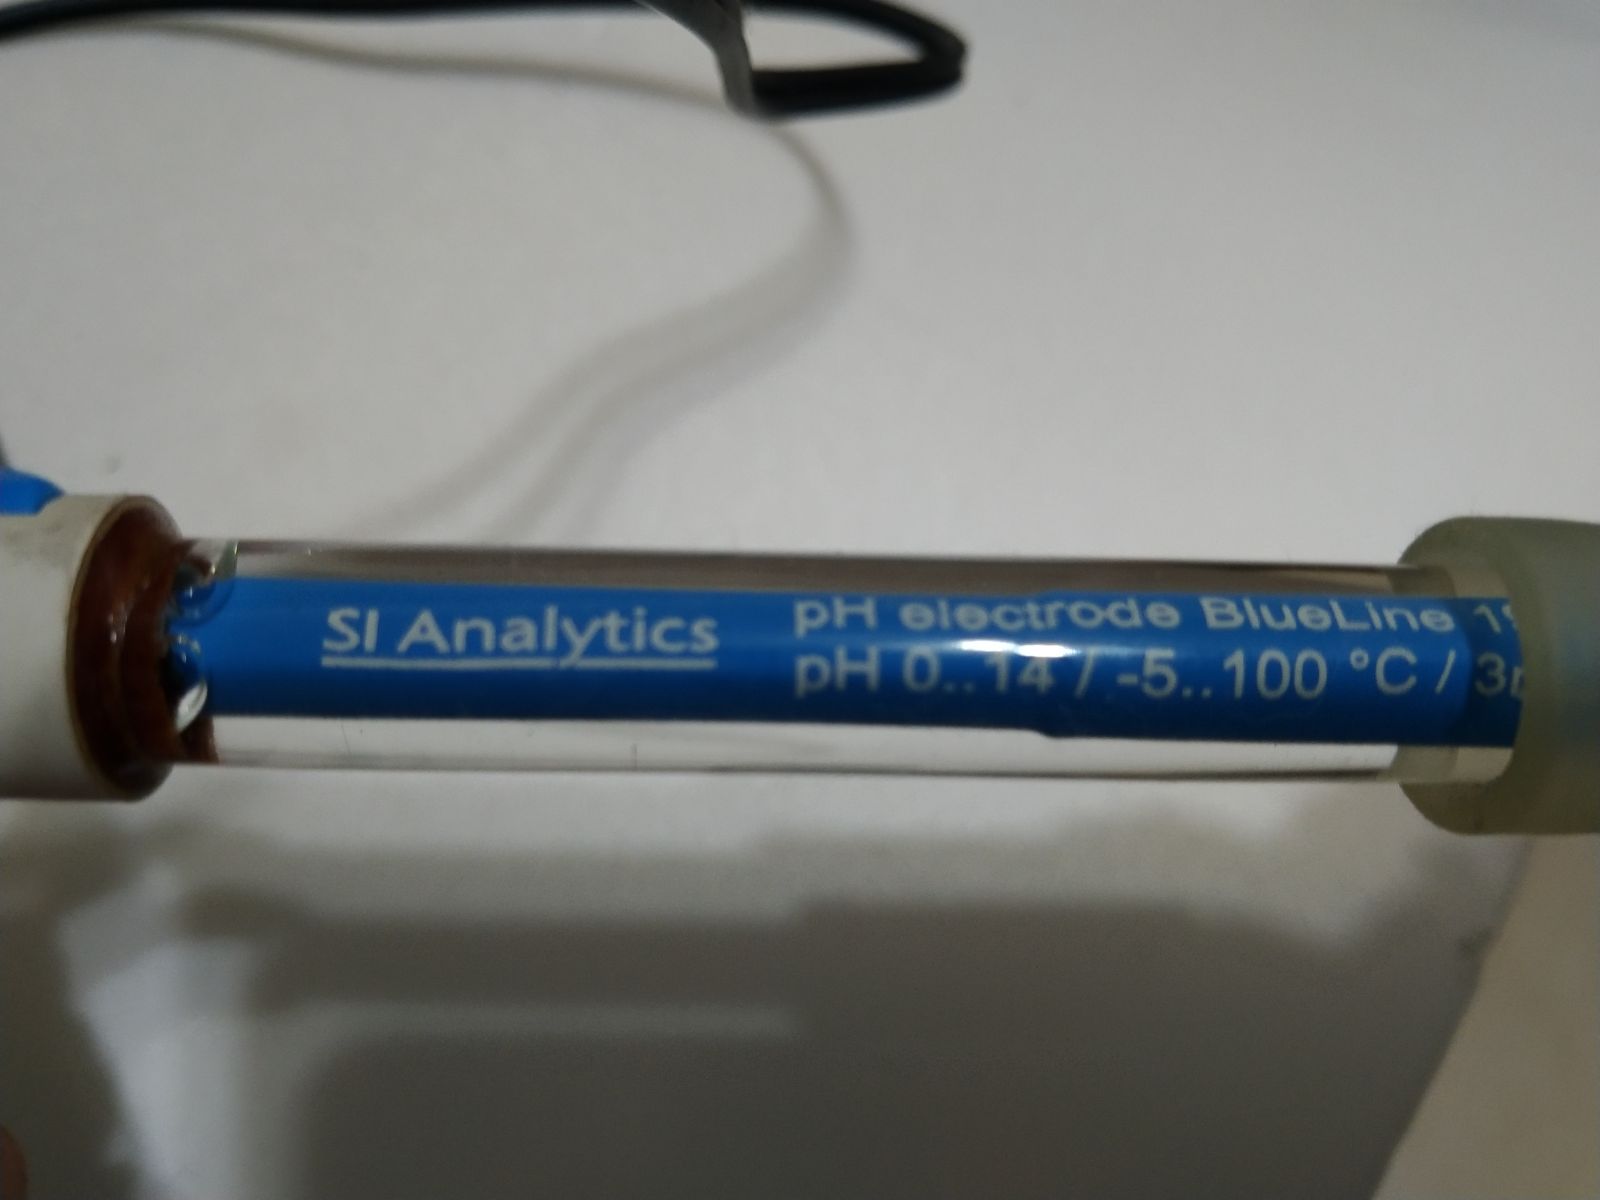 SI Analytics
pH electrode BlueLine
pH 0..14 / -5..100 °C /